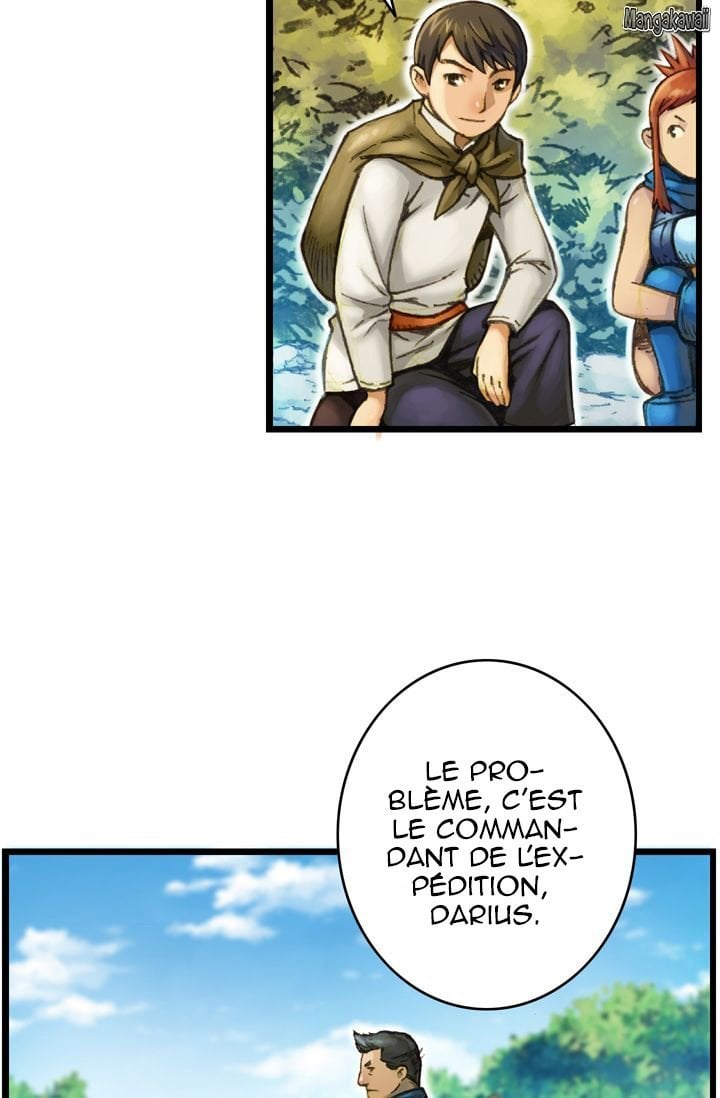 Mangakawaii
LE PRO-
BLÈME, C'EST
LE COMMAN-
DANT DE L'EX-
PÉDITION,
DARIUS.